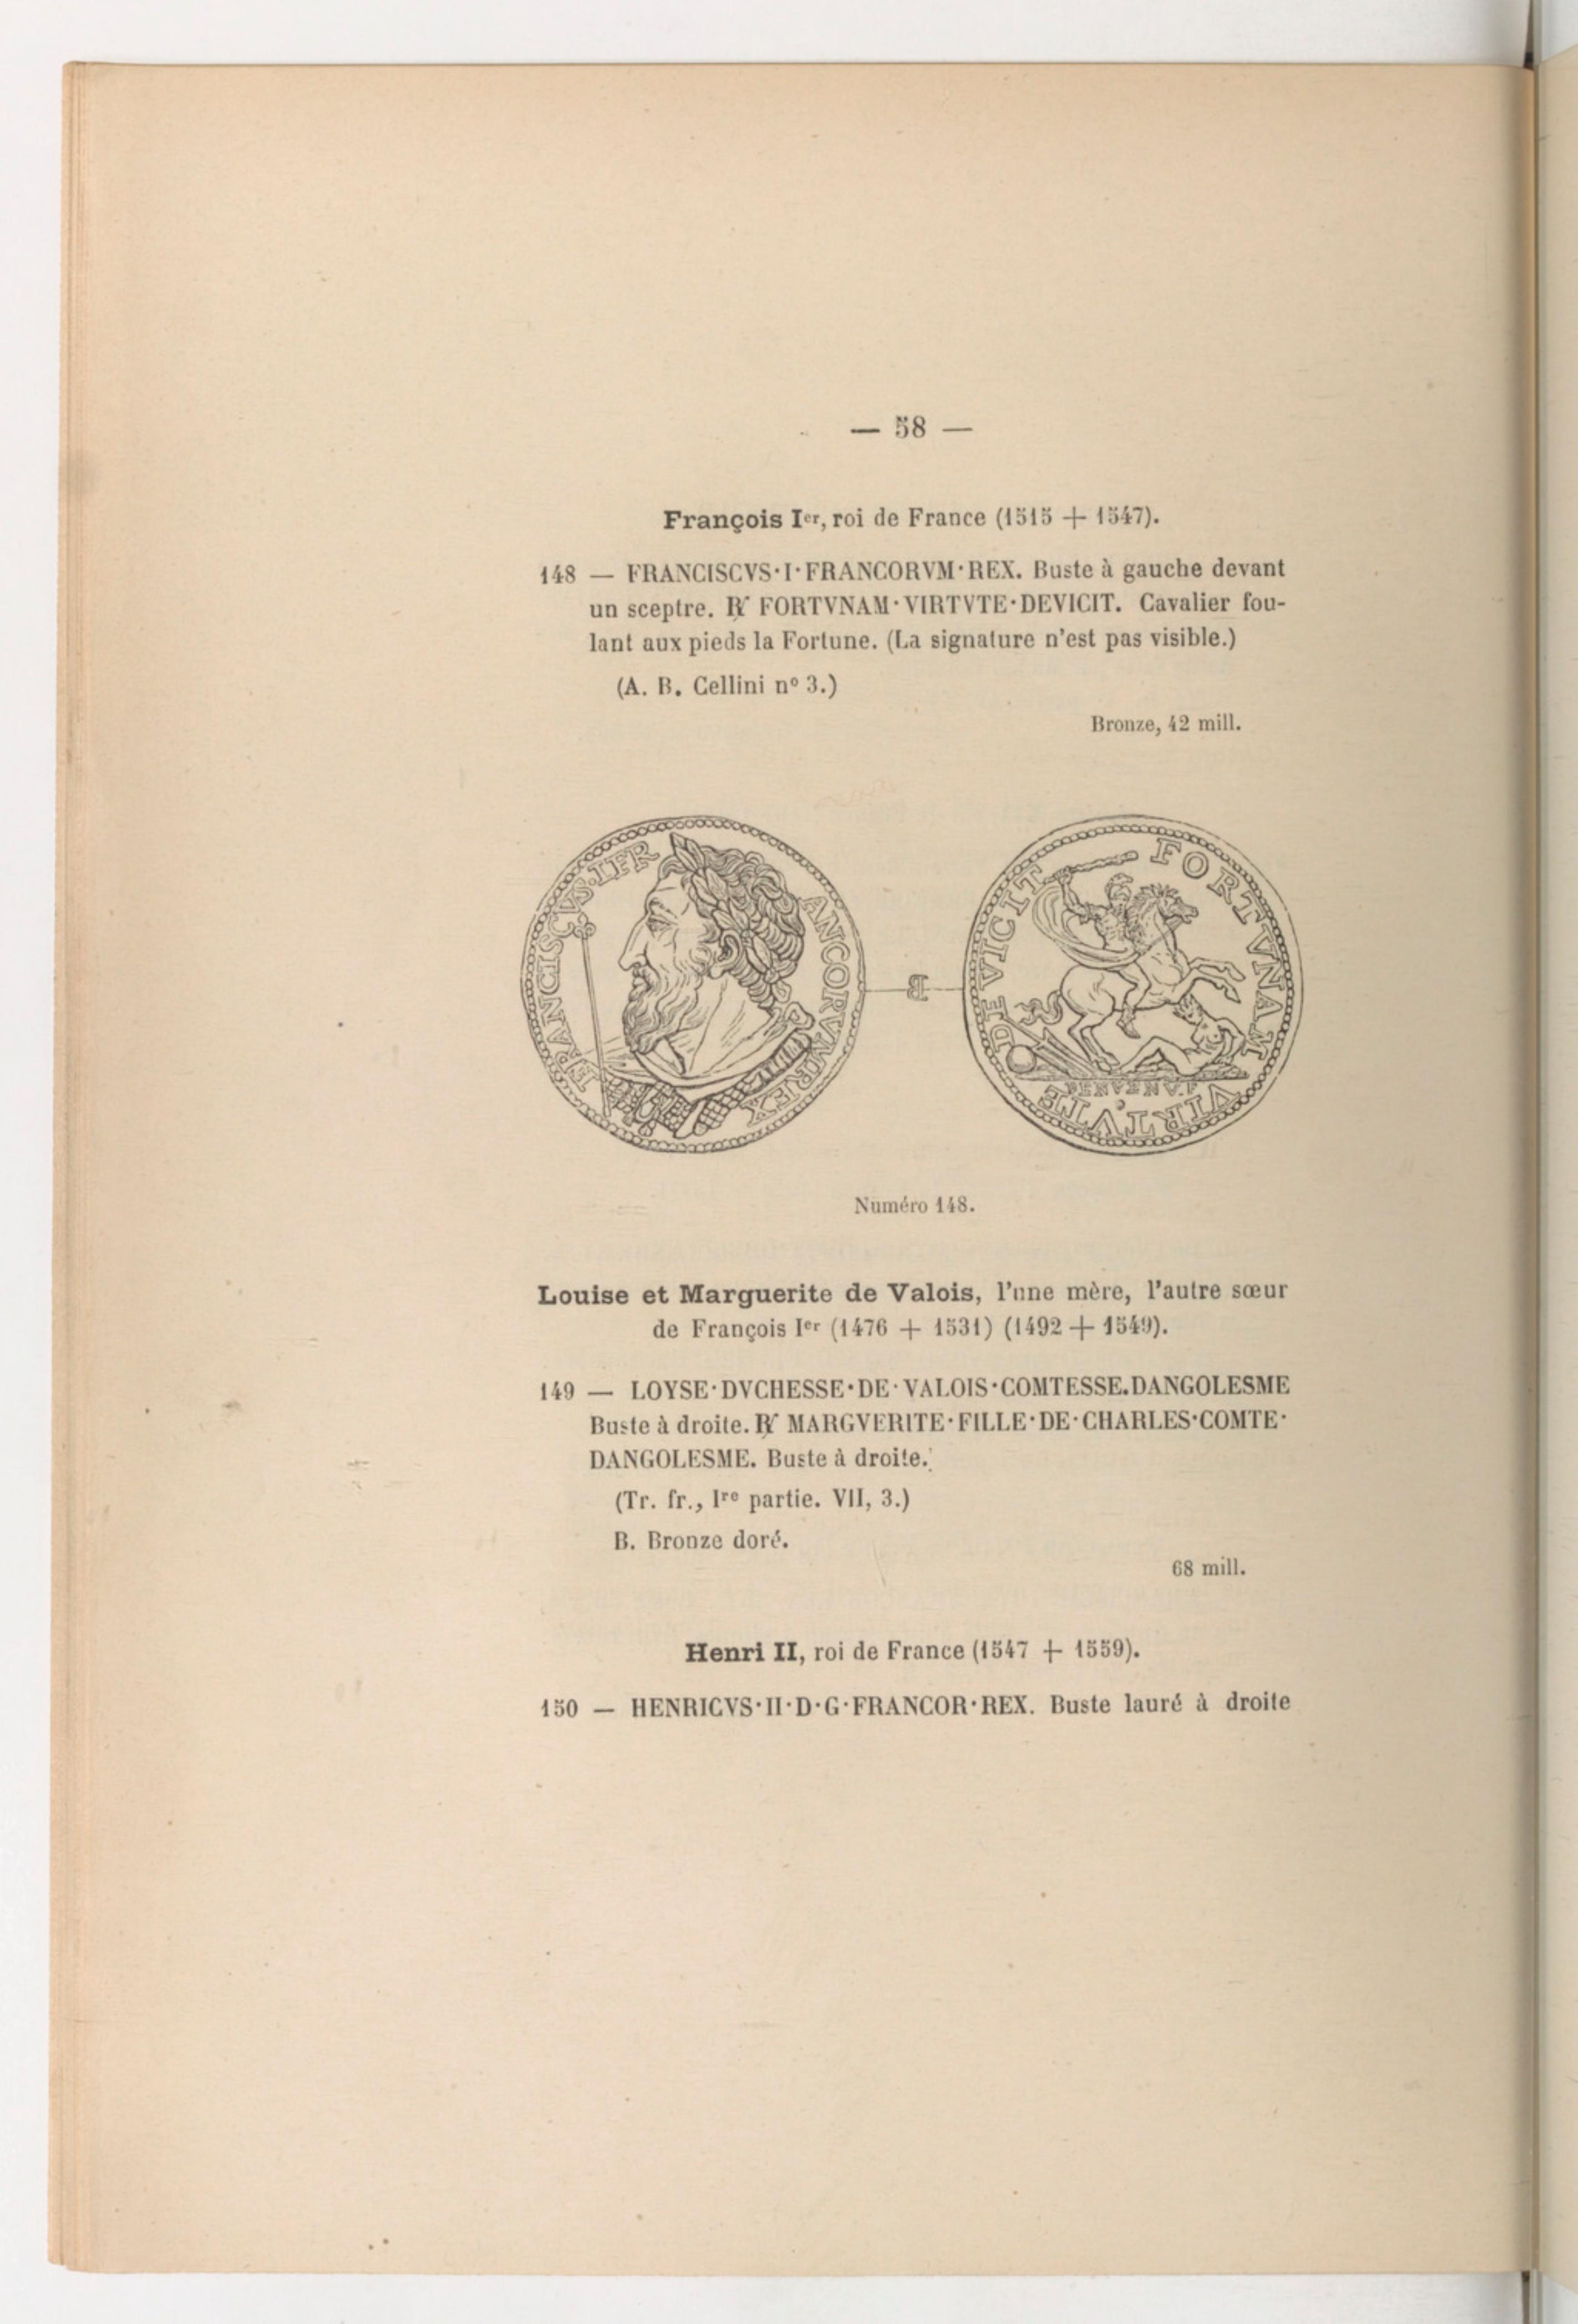 — 58 —
François Ier, roi de France (1515 + 1547).
148 — FRANCISCVS·I·FRANCORVM·REX. Buste à gauche devant
un sceptre. ℟ FORTVNAM·VIRTVTE·DEVICIT. Cavalier fou-
lant aux pieds la Fortune. (La signature n'est pas visible.)
(A. B. Cellini nº 3.)
Bronze, 42 mill.
FRANCISCVS·I·FR ANCORVM REX
B
FORTVNAM VIRTVTE DEVICIT
BENVENV·F
Numéro 148.
Louise et Marguerite de Valois, l'une mère, l'autre sœur
de François Ier (1476 + 1531) (1492 + 1549).
149 — LOYSE·DVCHESSE·DE·VALOIS·COMTESSE.DANGOLESME
Buste à droite. ℟ MARGVERITE·FILLE·DE·CHARLES·COMTE·
DANGOLESME. Buste à droite.
(Tr. fr., Ire partie. VII, 3.)
B. Bronze doré.
68 mill.
Henri II, roi de France (1547 + 1559).
150 — HENRICVS·II·D·G·FRANCOR·REX. Buste lauré à droite